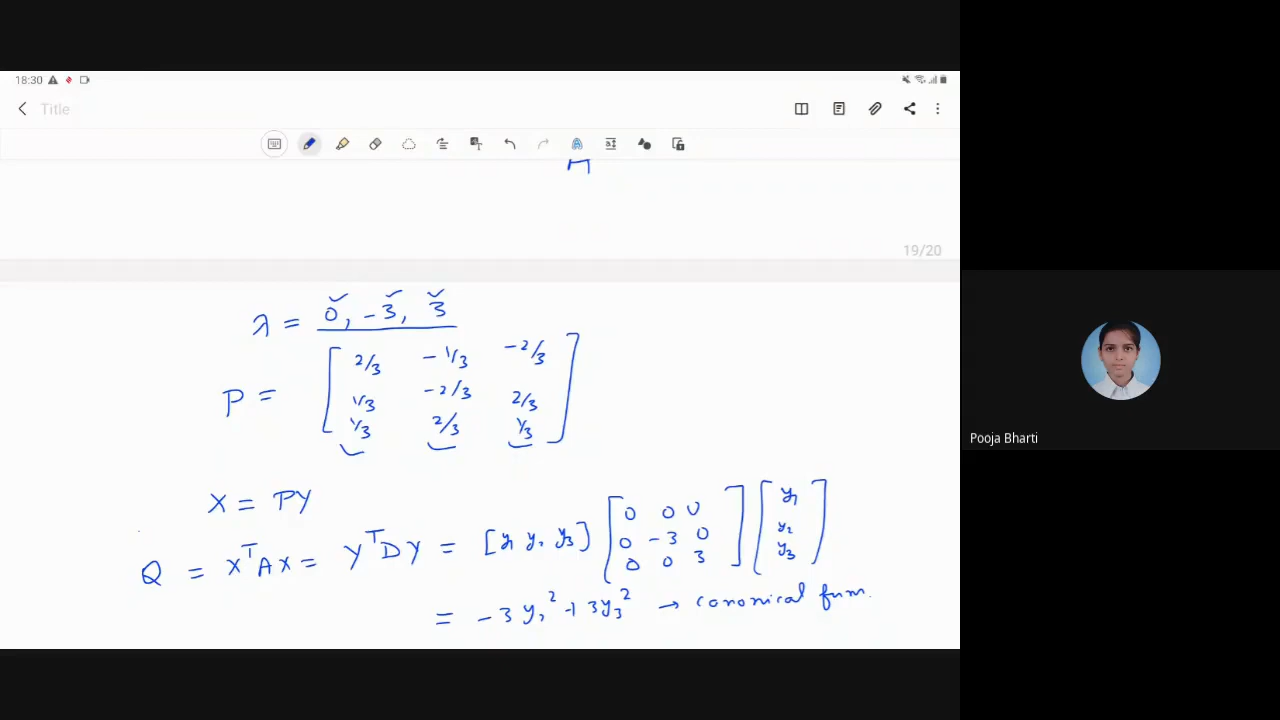 18:30
Title
19/20
λ = 0, -3, 3
P = [ 2/3 -1/3 -2/3
1/3 -2/3 2/3
1/3 2/3 1/3 ]
X = PY
Q = X^T A X = Y^T D Y = [y1 y2 y3] [ 0 0 0
0 -3 0
0 0 3 ] [ y1
y2
y3 ]
= -3y2^2 + 3y3^2 → canonical form.
Pooja Bharti